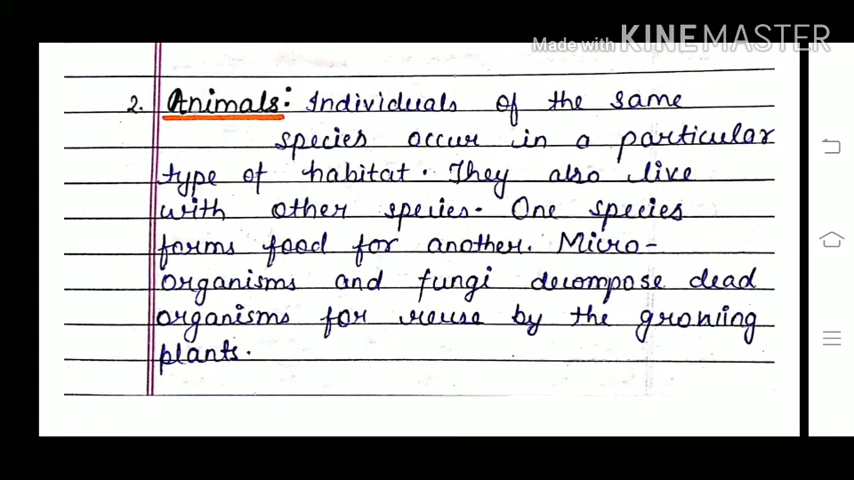 Made with KINEMASTER
2. Animals: Individuals of the same
species occur in a particular
type of habitat. They also live
with other species. One species
forms food for another. Micro-
organisms and fungi decompose dead
organisms for reuse by the growing
plants.